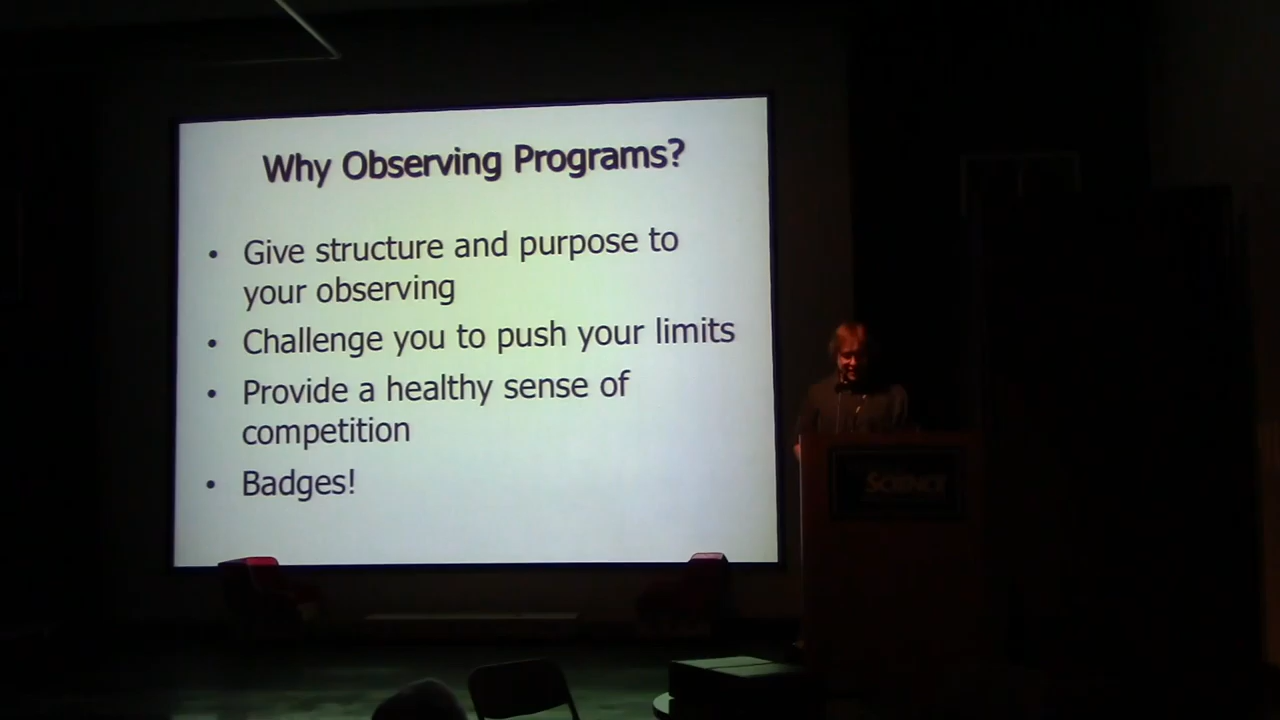 Why Observing Programs?
• Give structure and purpose to
your observing
• Challenge you to push your limits
• Provide a healthy sense of
competition
• Badges!
SCIENCE